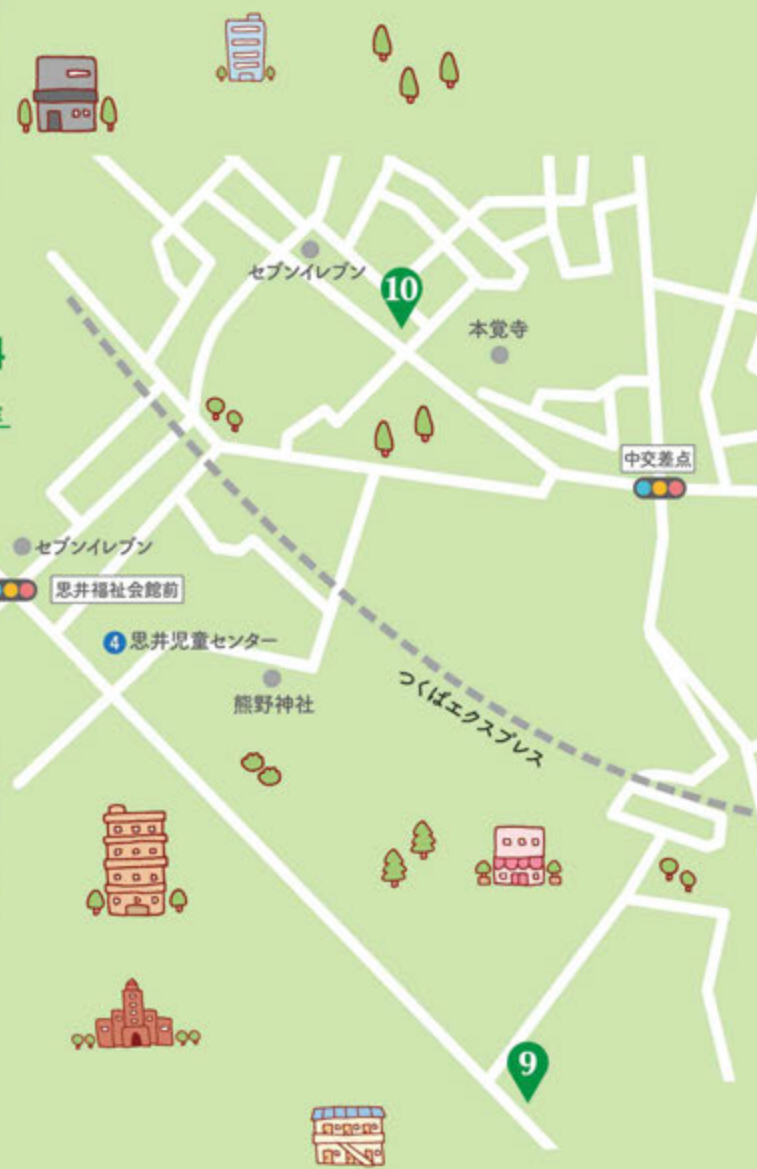 セブンイレブン
10
本覚寺
中交差点
セブンイレブン
思井福祉会館前
4 思井児童センター
熊野神社
つくばエクスプレス
9